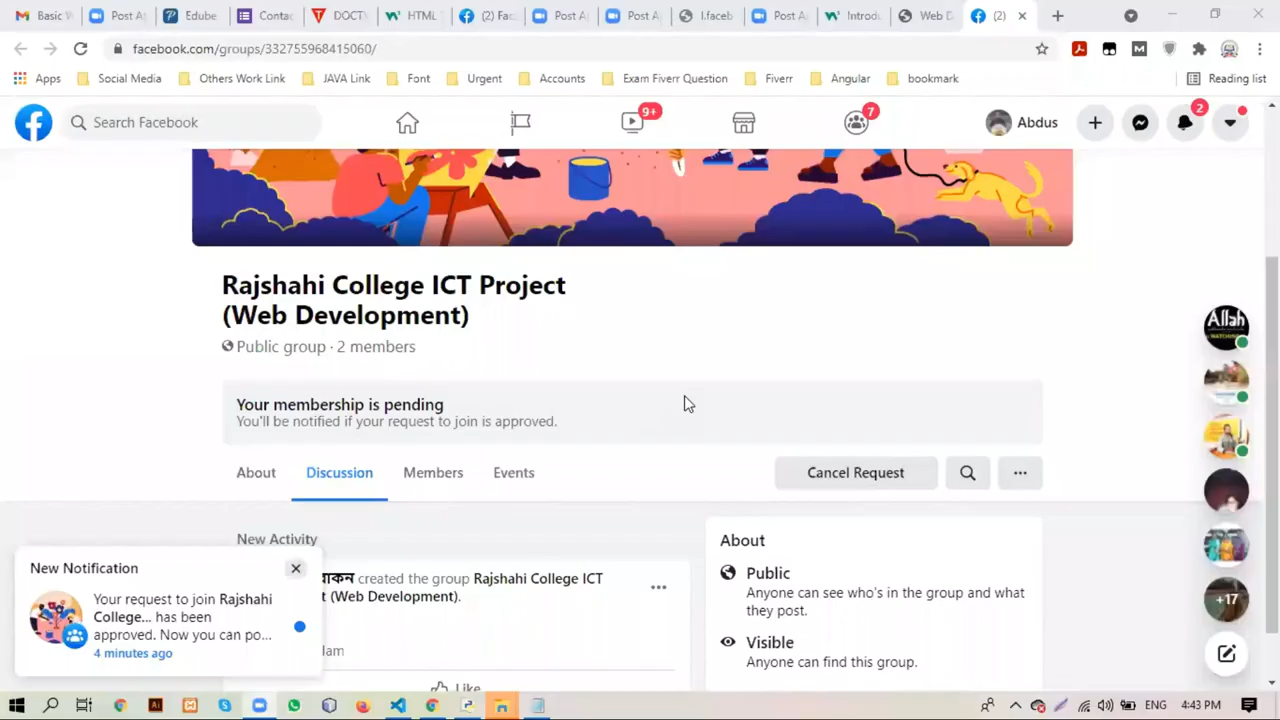 Basic
Post A
Edube
Contac
DOCT
HTML
(2) Fac
Post A
Post A
l.faceb
Post A
Introdu
Web D
(2)
facebook.com/groups/332755968415060/
Apps
Social Media
Others Work Link
JAVA Link
Font
Urgent
Accounts
Exam Fiverr Question
Fiverr
Angular
bookmark
Reading list
Search Facebook
9+
7
Abdus
2
Rajshahi College ICT Project
(Web Development)
Public group · 2 members
Your membership is pending
You'll be notified if your request to join is approved.
About
Discussion
Members
Events
Cancel Request
New Activity
created the group Rajshahi College ICT
t (Web Development).
lam
Like
About
Public
Anyone can see who's in the group and what
they post.
Visible
Anyone can find this group.
New Notification
Your request to join Rajshahi
College... has been
approved. Now you can po...
4 minutes ago
Allah
WATCHING
+17
ENG
4:43 PM